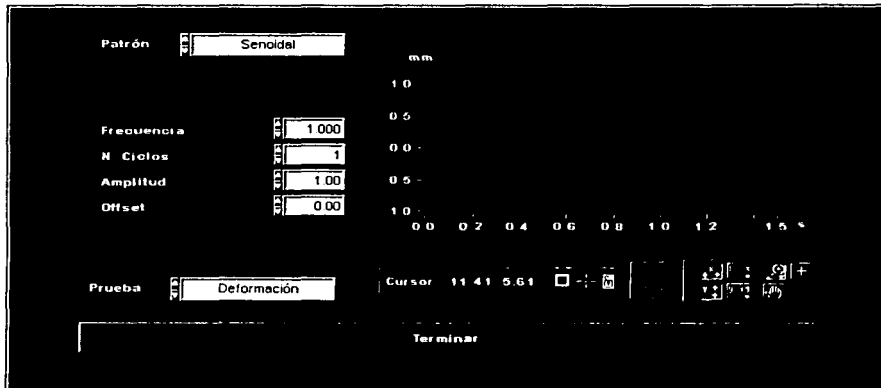 Patrón Senoidal
mm
1 0
0 5
Frecuencia 1.000
0 0
N Ciclos 1
Amplitud 1.00
0 5
Offset 0.00
1 0
0 0 0 2 0 4 0 6 0 8 1 0 1 2 1 5 s
Prueba Deformación
Cursor 11 41 5.61
Terminar